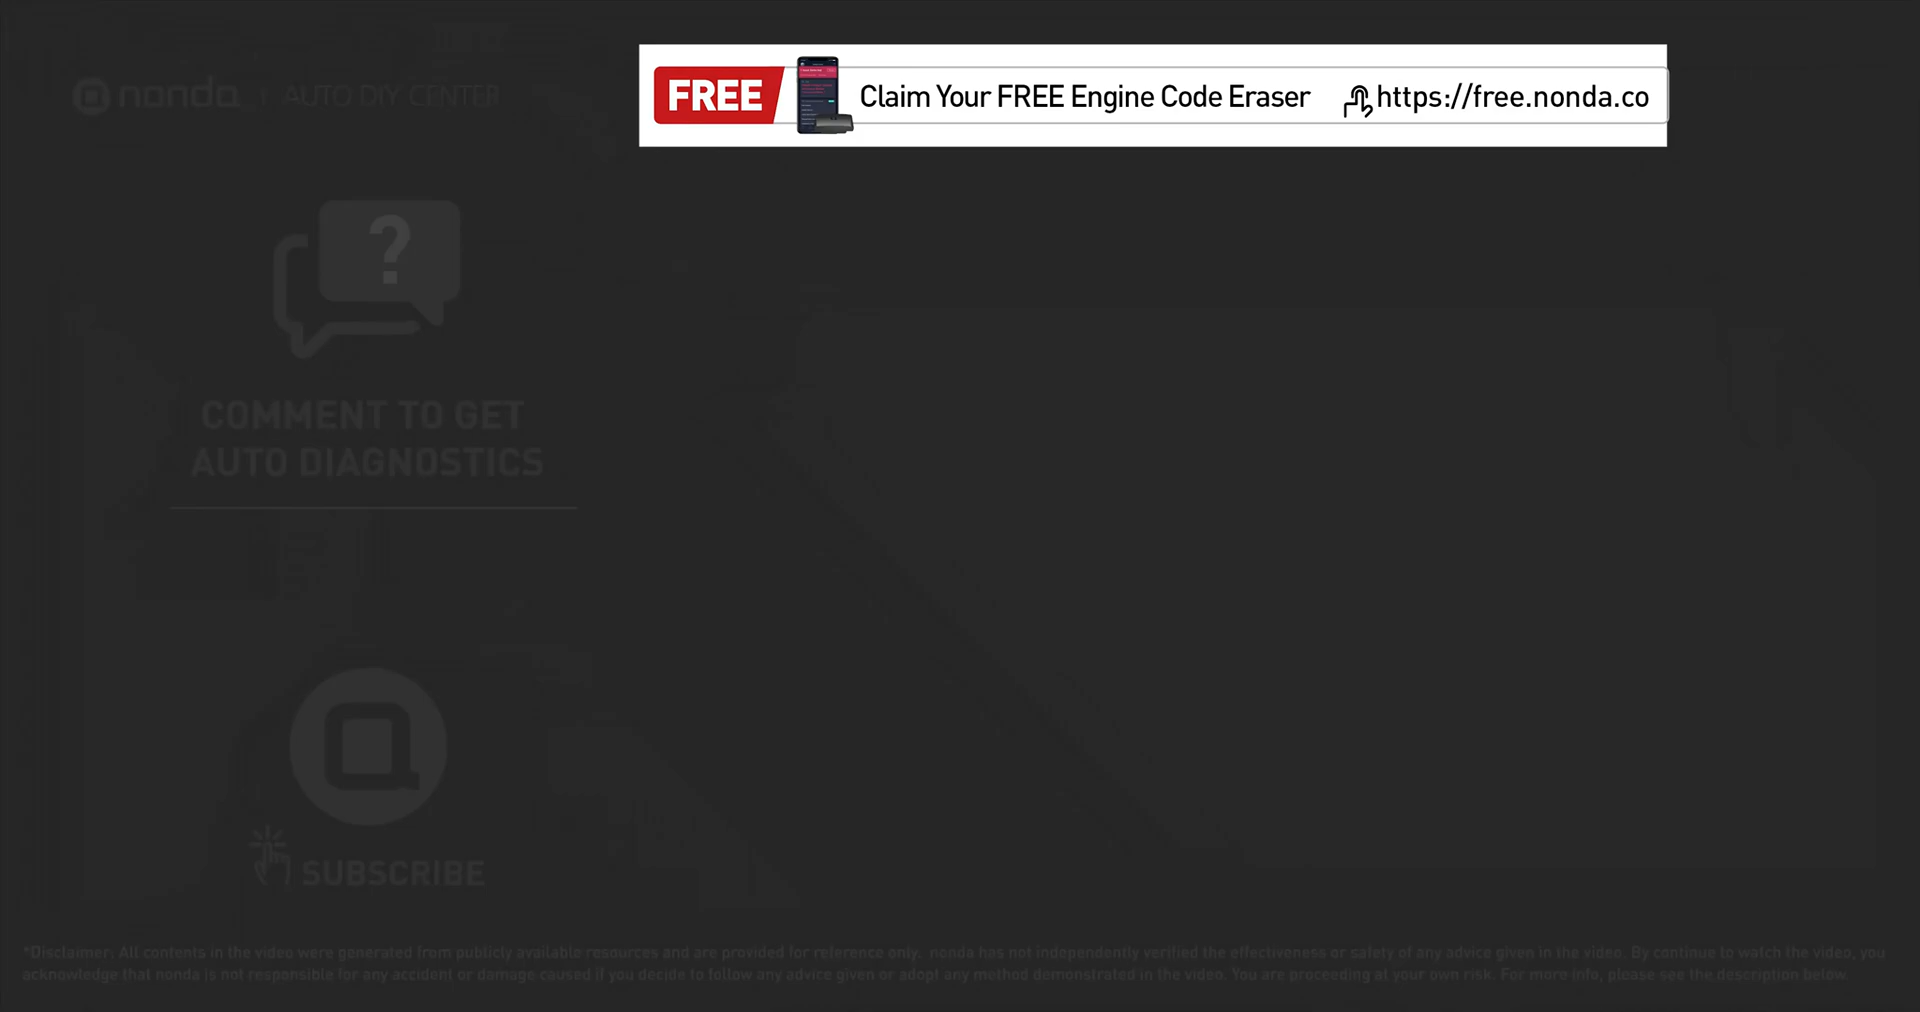 nonda | AUTO DIY CENTER
FREE Claim Your FREE Engine Code Eraser https://free.nonda.co
?
COMMENT TO GET
AUTO DIAGNOSTICS
SUBSCRIBE
*Disclaimer: All contents in the video were generated from publicly available resources and are provided for reference only. nonda has not independently verified the effectiveness or safety of any advice given in the video. By continue to watch the video, you
acknowledge that nonda is not responsible for any accident or damage caused if you decide to follow any advice given or adopt any method demonstrated in the video. You are proceeding at your own risk. For more info, please see the description below.